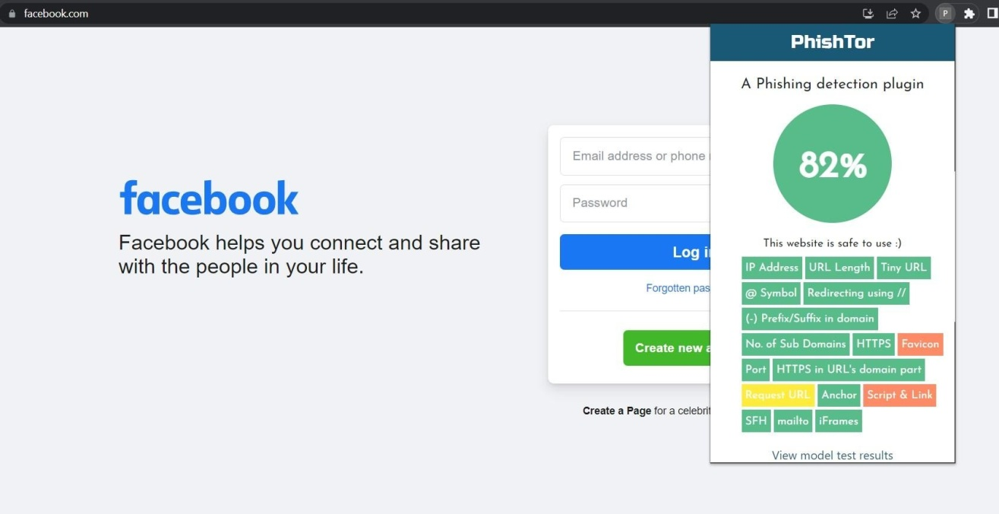 facebook.com
P
facebook
Facebook helps you connect and share
with the people in your life.
Email address or phone
Password
Log i
Forgotten pas
Create new a
Create a Page for a celebrit
PhishTor
A Phishing detection plugin
82%
This website is safe to use :)
IP Address URL Length Tiny URL
@ Symbol Redirecting using //
(-) Prefix/Suffix in domain
No. of Sub Domains HTTPS Favicon
Port HTTPS in URL's domain part
Request URL Anchor Script & Link
SFH mailto iFrames
View model test results